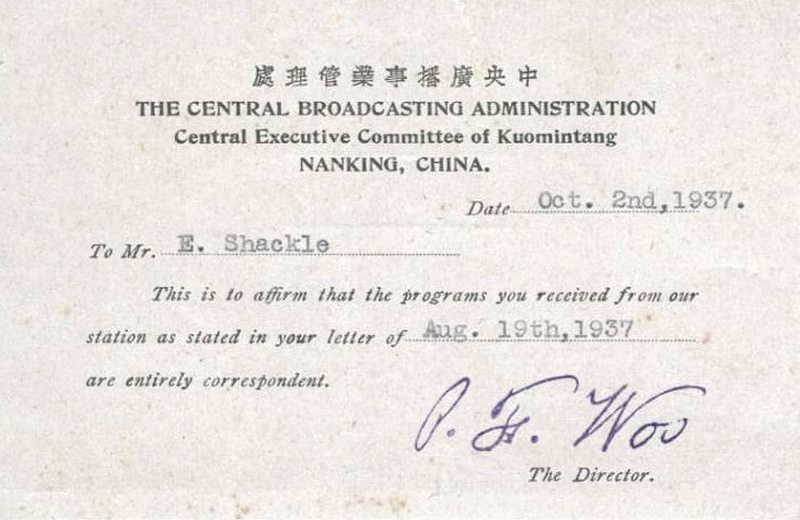 中央廣播事業管理處
THE CENTRAL BROADCASTING ADMINISTRATION
Central Executive Committee of Kuomintang
NANKING, CHINA.
Date Oct. 2nd,1937.
To Mr. E. Shackle
This is to affirm that the programs you received from our
station as stated in your letter of Aug. 19th,1937
are entirely correspondent.
P. F. Woo
The Director.